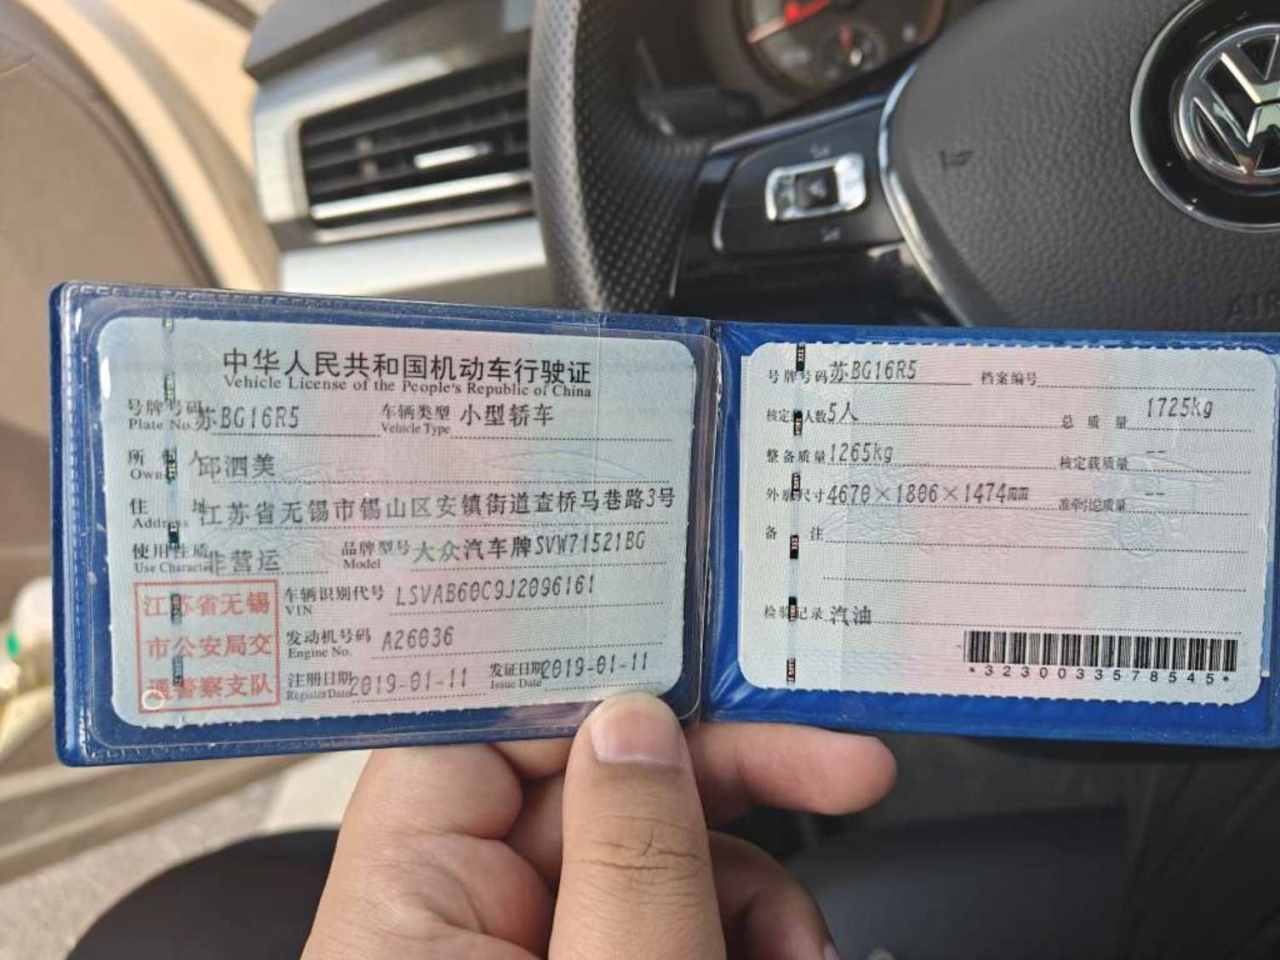 中华人民共和国机动车行驶证
Vehicle License of the People's Republic of China
号牌号码 苏BG16R5 车辆类型 小型轿车
Plate No. Vehicle Type
所 有 人 邱泗美
Owner
住 址 江苏省无锡市锡山区安镇街道查桥马巷路3号
Address
使用性质 非营运 品牌型号 大众汽车牌SVW71521BG
Use Character Model
江苏省无锡
市公安局交
通警察支队
车辆识别代号 LSVAB60C9J2096161
VIN
发动机号码 A26036
Engine No.
注册日期 2019-01-11 发证日期 2019-01-11
Register Date Issue Date
号牌号码 苏BG16R5 档案编号
核定载人数 5人 总 质 量 1725kg
整备质量 1265kg 核定载质量 --
外廓尺寸 4670×1806×1474 准牵引总质量 --
备 注
检验记录 汽油
*3230033578545*